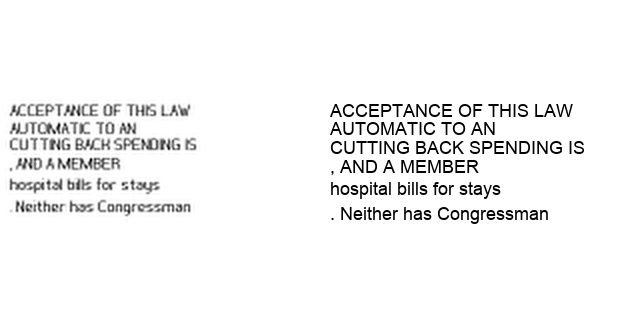 ACCEPTANCE OF THIS LAW
AUTOMATIC TO AN
CUTTING BACK SPENDING IS
, AND A MEMBER
hospital bills for stays
. Neither has Congressman
ACCEPTANCE OF THIS LAW
AUTOMATIC TO AN
CUTTING BACK SPENDING IS
, AND A MEMBER
hospital bills for stays
. Neither has Congressman